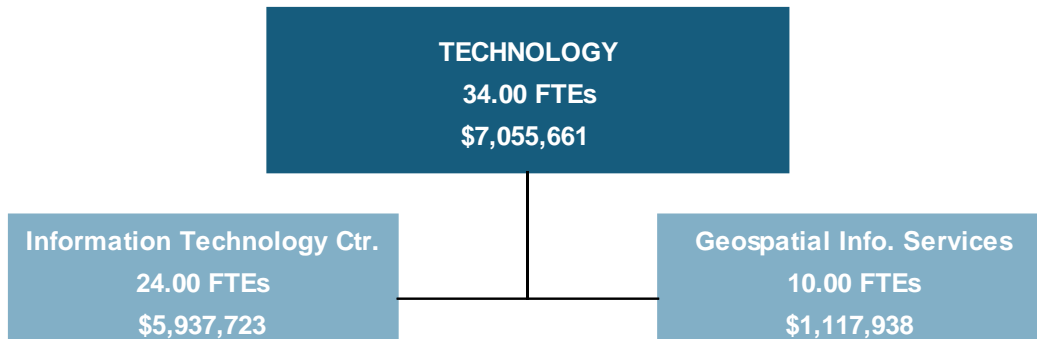 TECHNOLOGY
34.00 FTEs
$7,055,661
Information Technology Ctr.
24.00 FTEs
$5,937,723
Geospatial Info. Services
10.00 FTEs
$1,117,938